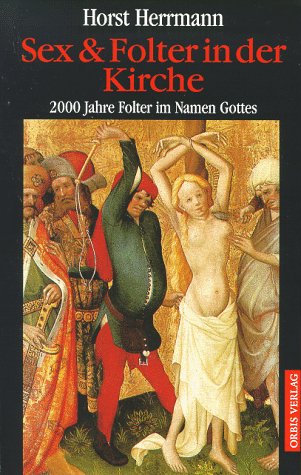 Horst Herrmann
Sex & Folter in der
Kirche
2000 Jahre Folter im Namen Gottes
ORBIS VERLAG